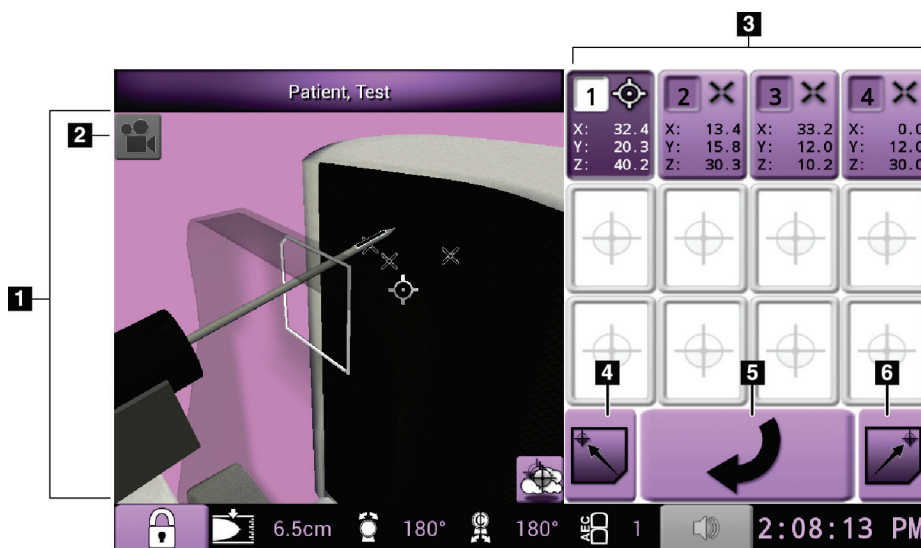 3
Patient, Test
1 2 3 4
X: 32.4 X: 13.4 X: 33.2 X: 0.0
Y: 20.3 Y: 15.8 Y: 12.0 Y: 12.0
Z: 40.2 Z: 30.3 Z: 10.2 Z: 30.0
2
1
4 5 6
6.5cm 180° 180° AEC 1 2:08:13 PM